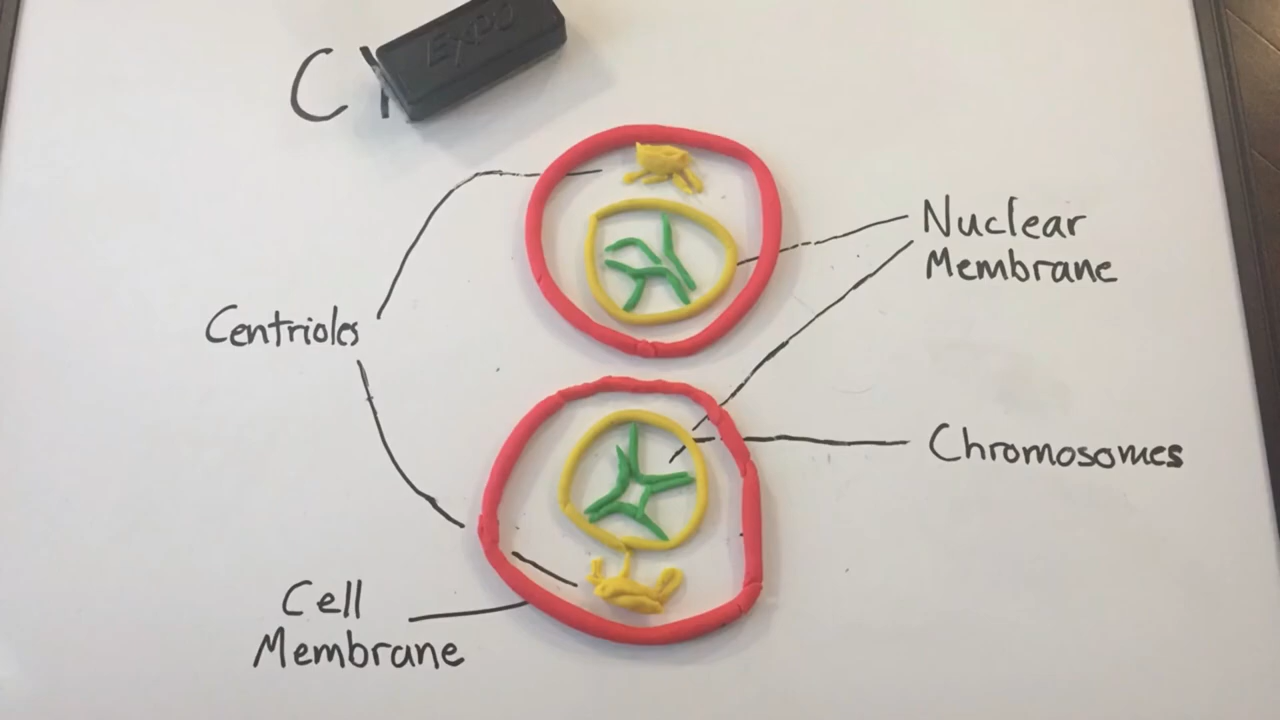 EXPO
Nuclear
Membrane
Centrioles
Chromosomes
Cell
Membrane